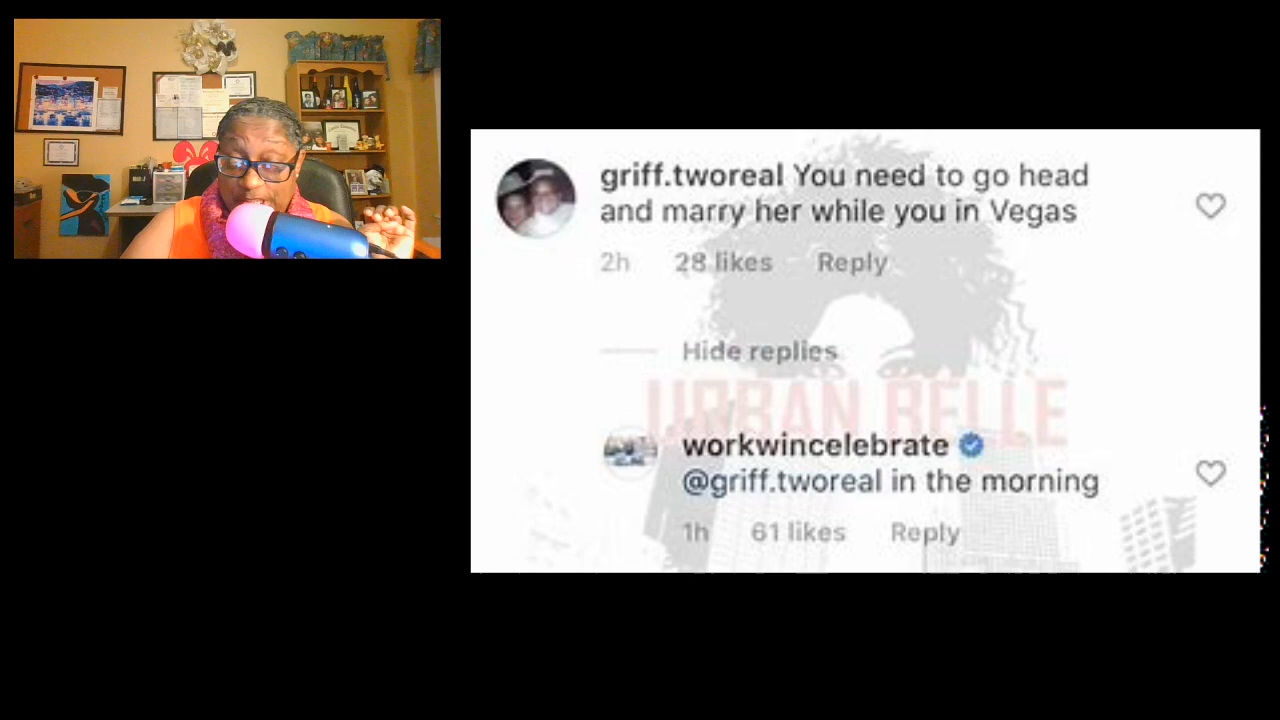 griff.tworeal You need to go head
and marry her while you in Vegas
2h 28 likes Reply
Hide replies
URBAN BELLE
workwincelebrate
@griff.tworeal in the morning
1h 61 likes Reply